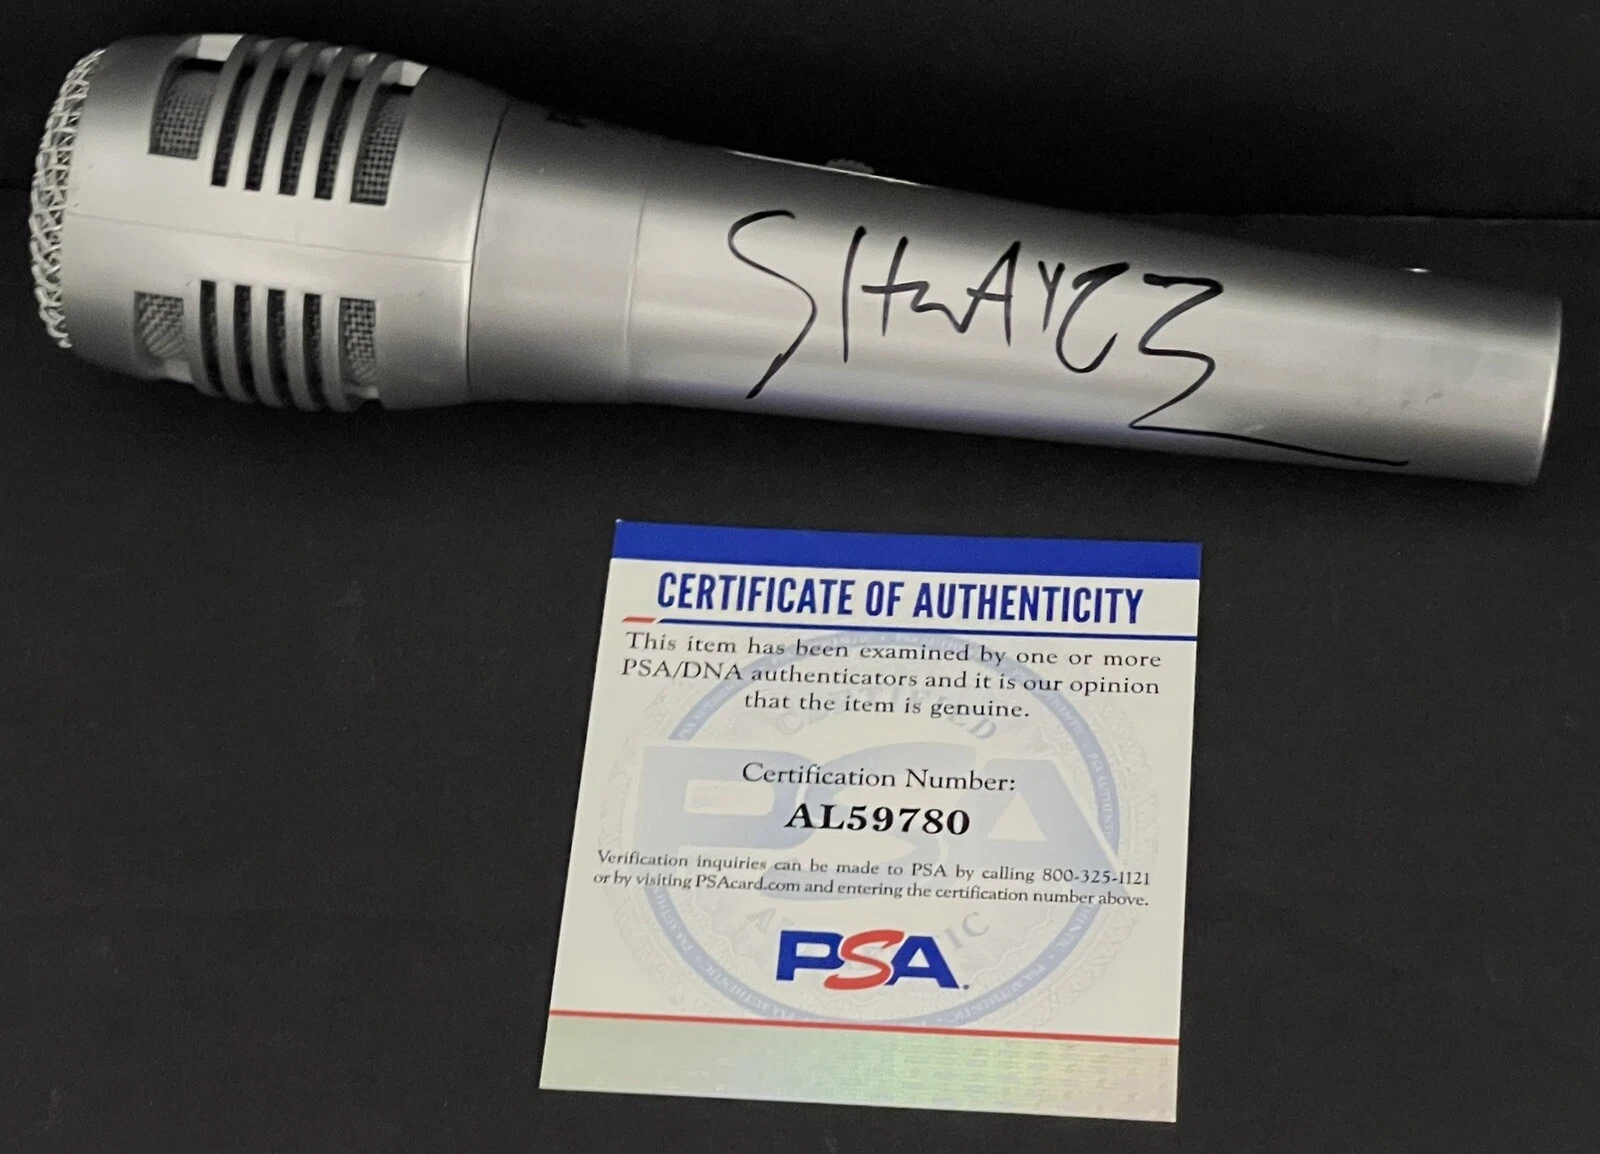 CERTIFICATE OF AUTHENTICITY
This item has been examined by one or more
PSA/DNA authenticators and it is our opinion
that the item is genuine.
CERTIFIED
PSA
Certification Number:
AL59780
Verification inquiries can be made to PSA by calling 800-325-1121
or by visiting PSAcard.com and entering the certification number above.
PSA.